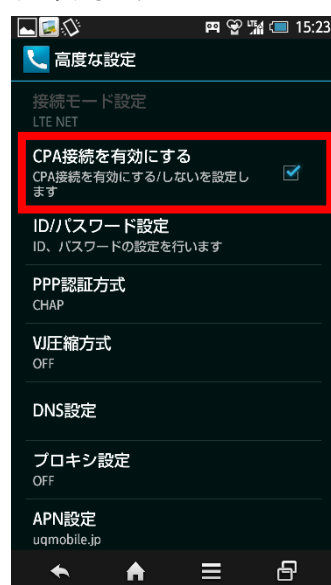 LTE 15:23
高度な設定
接続モード設定
LTE NET
CPA接続を有効にする
CPA接続を有効にする/しないを設定し
ます
ID/パスワード設定
ID、パスワードの設定を行います
PPP認証方式
CHAP
VJ圧縮方式
OFF
DNS設定
プロキシ設定
OFF
APN設定
uqmobile.jp